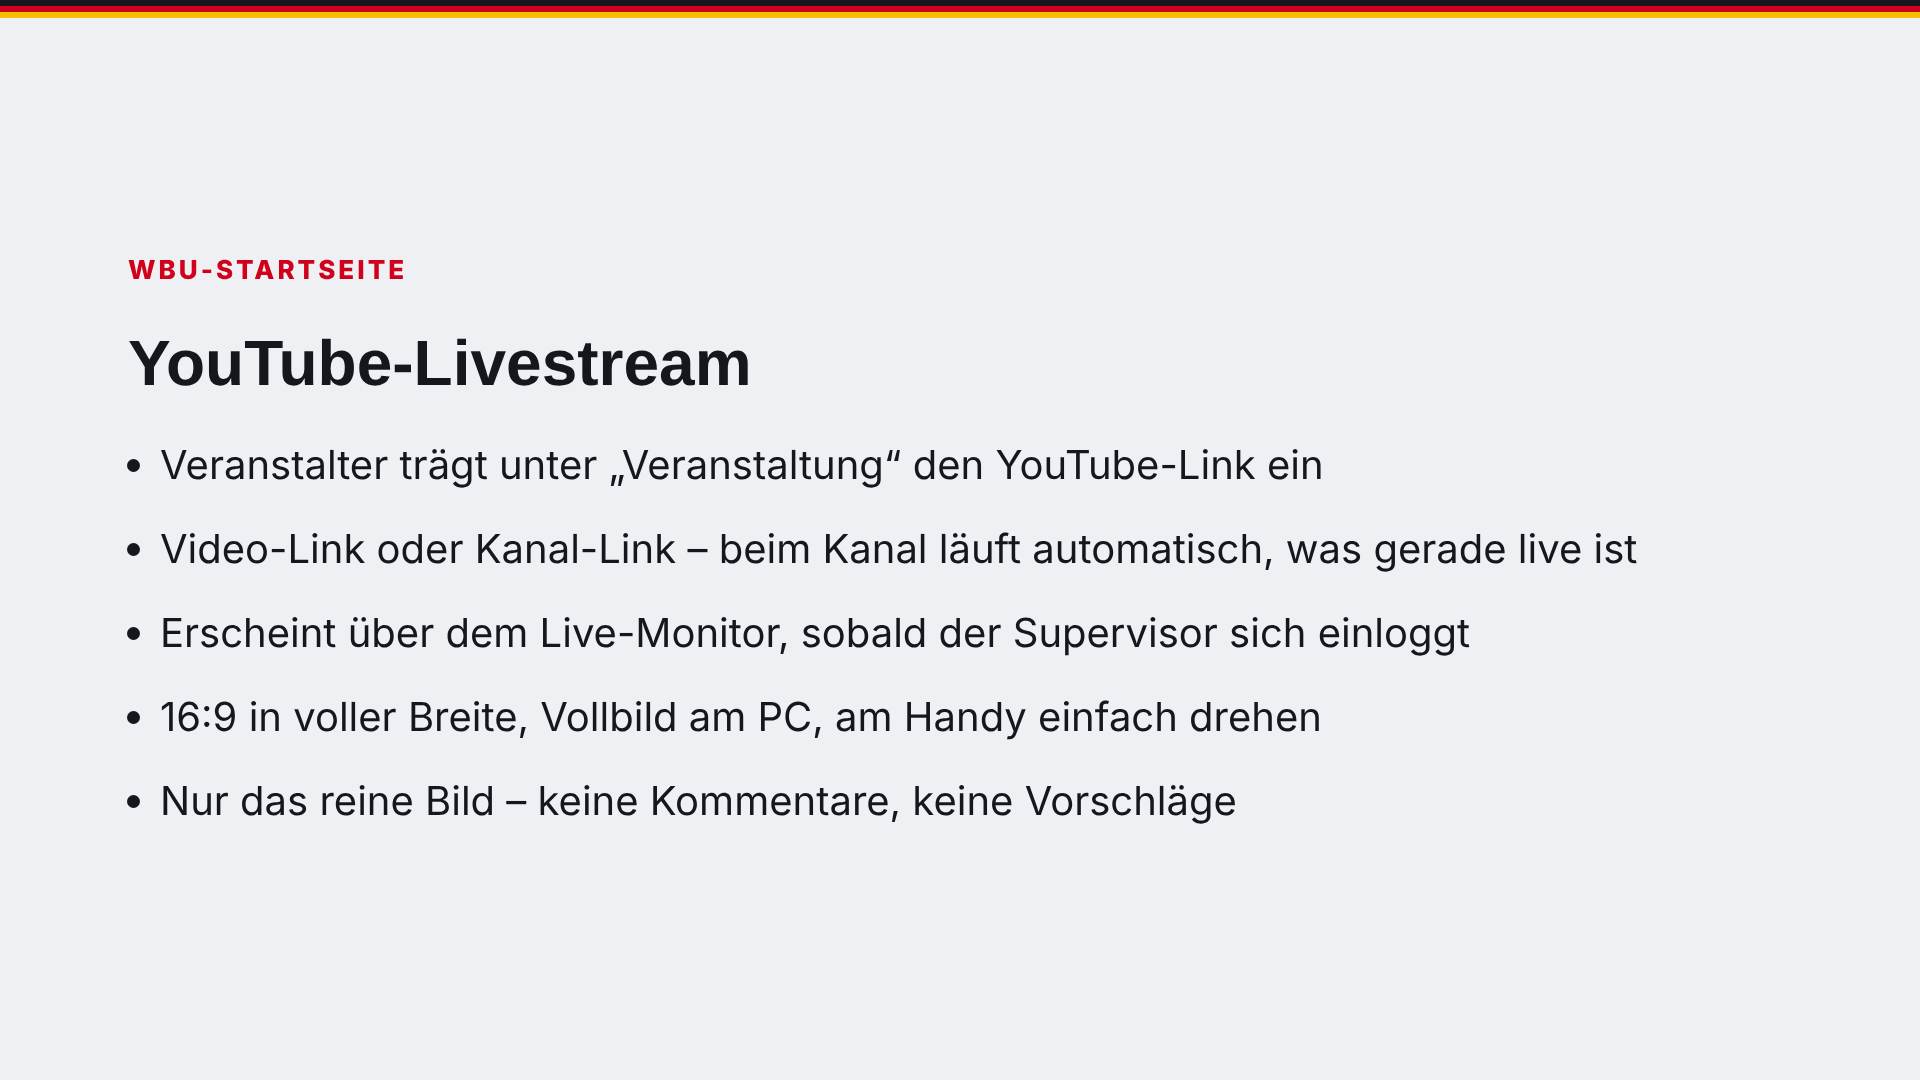 WBU-STARTSEITE
YouTube-Livestream
• Veranstalter trägt unter „Veranstaltung“ den YouTube-Link ein
• Video-Link oder Kanal-Link – beim Kanal läuft automatisch, was gerade live ist
• Erscheint über dem Live-Monitor, sobald der Supervisor sich einloggt
• 16:9 in voller Breite, Vollbild am PC, am Handy einfach drehen
• Nur das reine Bild – keine Kommentare, keine Vorschläge